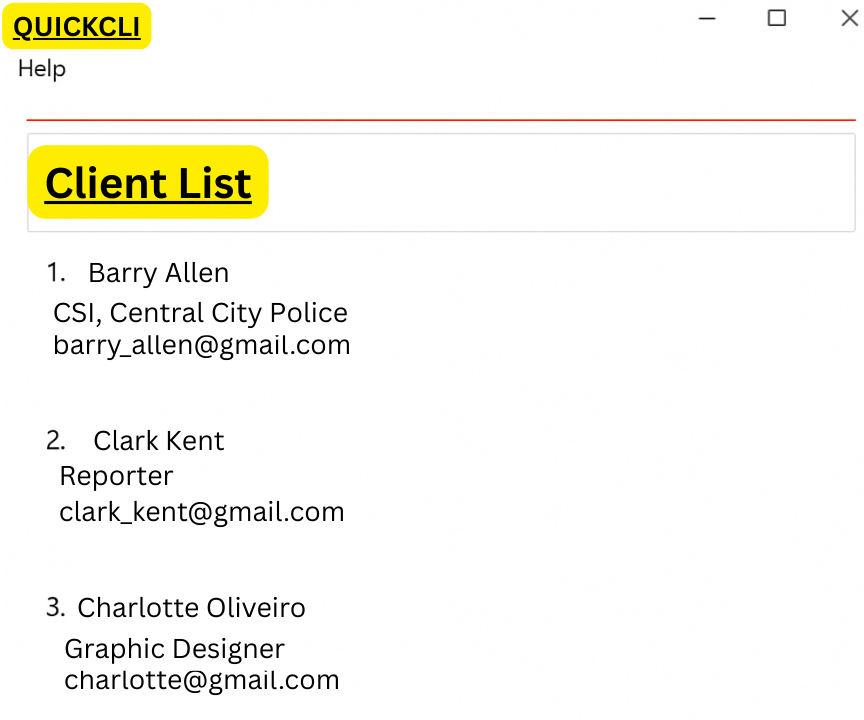 QUICKCLI
Help
Client List
1. Barry Allen
CSI, Central City Police
barry_allen@gmail.com
2. Clark Kent
Reporter
clark_kent@gmail.com
3. Charlotte Oliveiro
Graphic Designer
charlotte@gmail.com